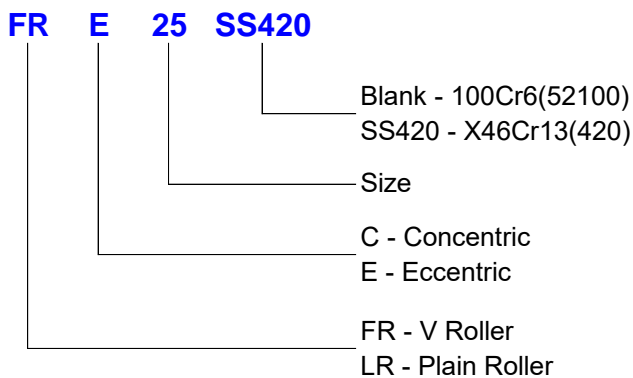 FR E 25 SS420
Blank - 100Cr6(52100)
SS420 - X46Cr13(420)
Size
C - Concentric
E - Eccentric
FR - V Roller
LR - Plain Roller